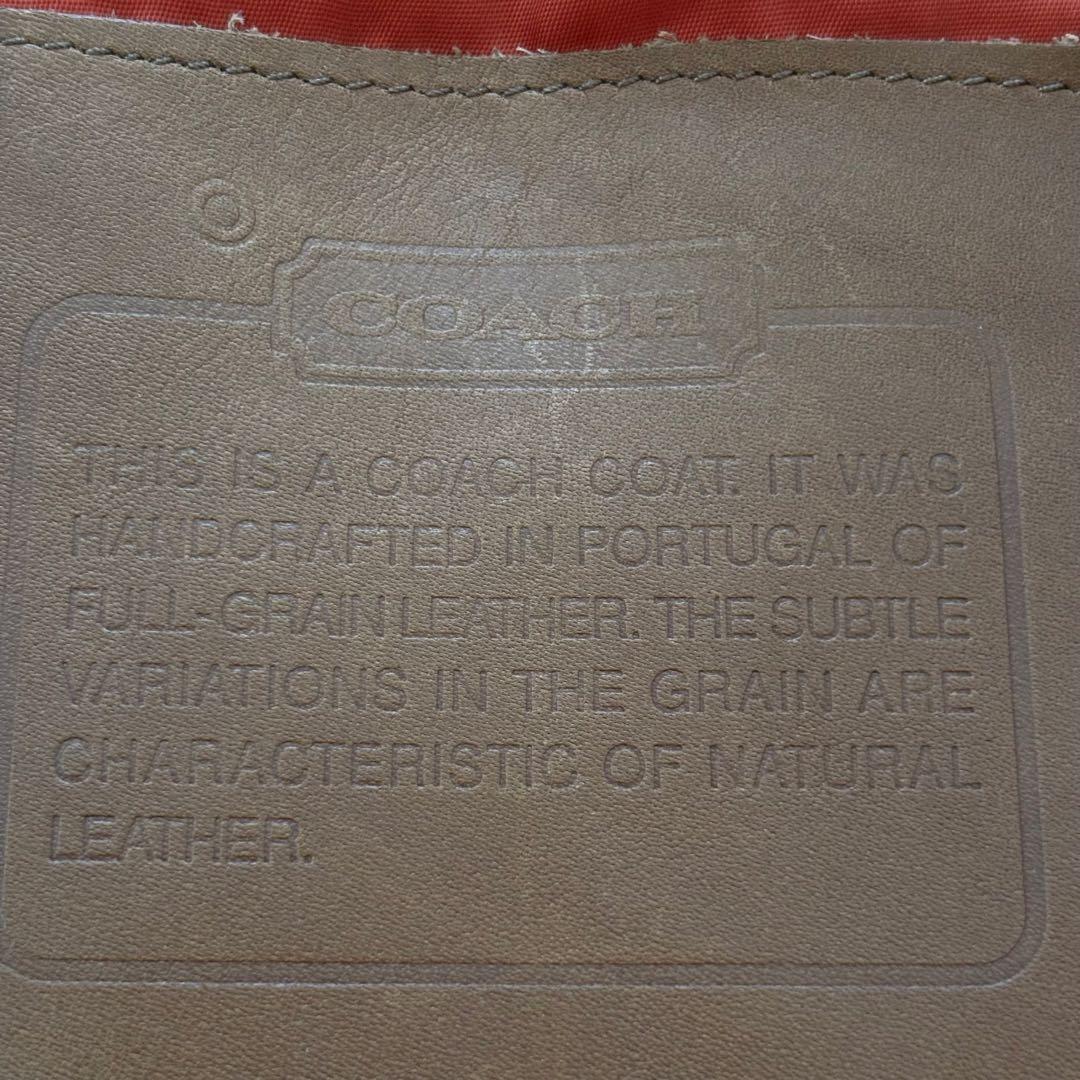 COACH
THIS IS A COACH COAT. IT WAS
HANDCRAFTED IN PORTUGAL OF
FULL-GRAIN LEATHER. THE SUBTLE
VARIATIONS IN THE GRAIN ARE
CHARACTERISTIC OF NATURAL
LEATHER.